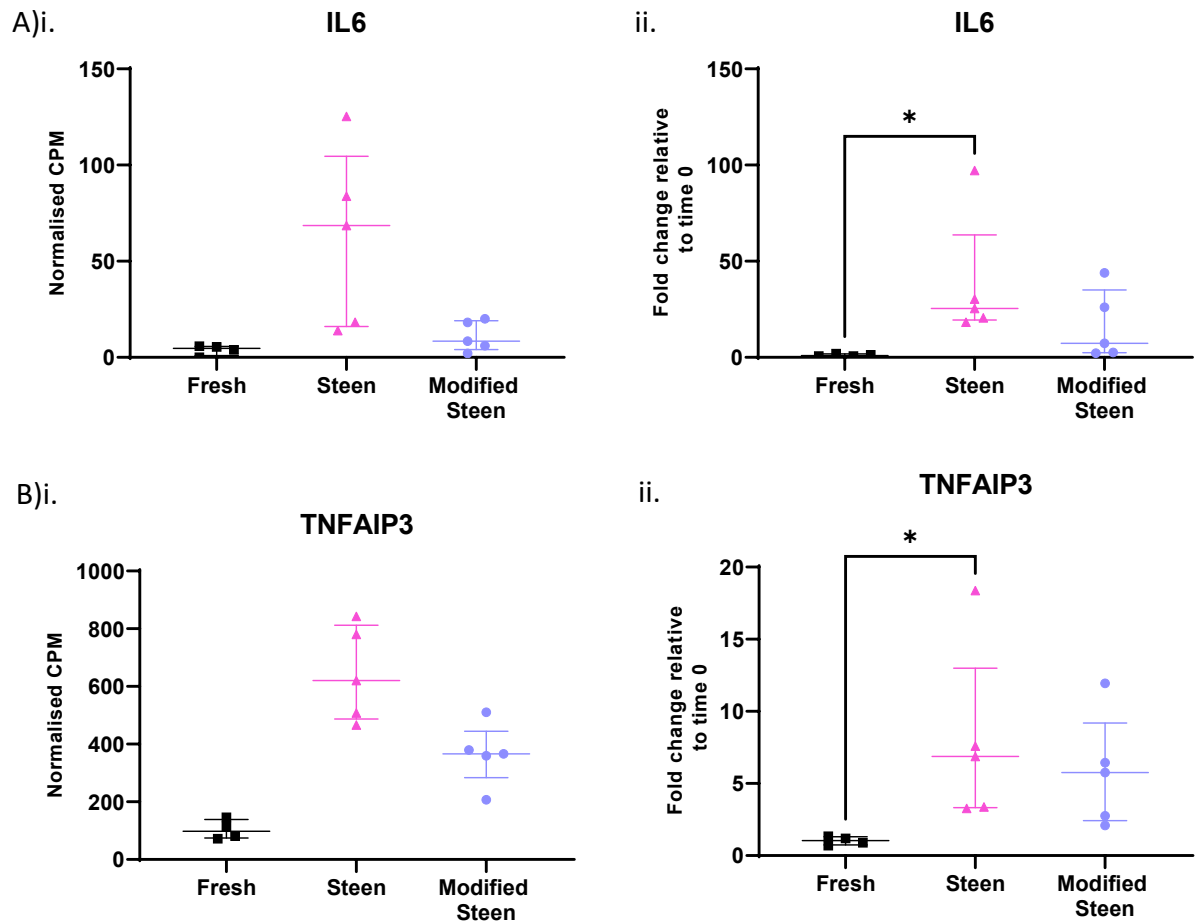 A)i.
IL6
150
100
50
0
Normalised CPM
Fresh
Steen
Modified
Steen
ii.
IL6
150
100
50
0
Fold change relative
to time 0
*
Fresh
Steen
Modified
Steen
B)i.
TNFAIP3
1000
800
600
400
200
0
Normalised CPM
Fresh
Steen
Modified
Steen
ii.
TNFAIP3
20
15
10
5
0
Fold change relative
to time 0
*
Fresh
Steen
Modified
Steen